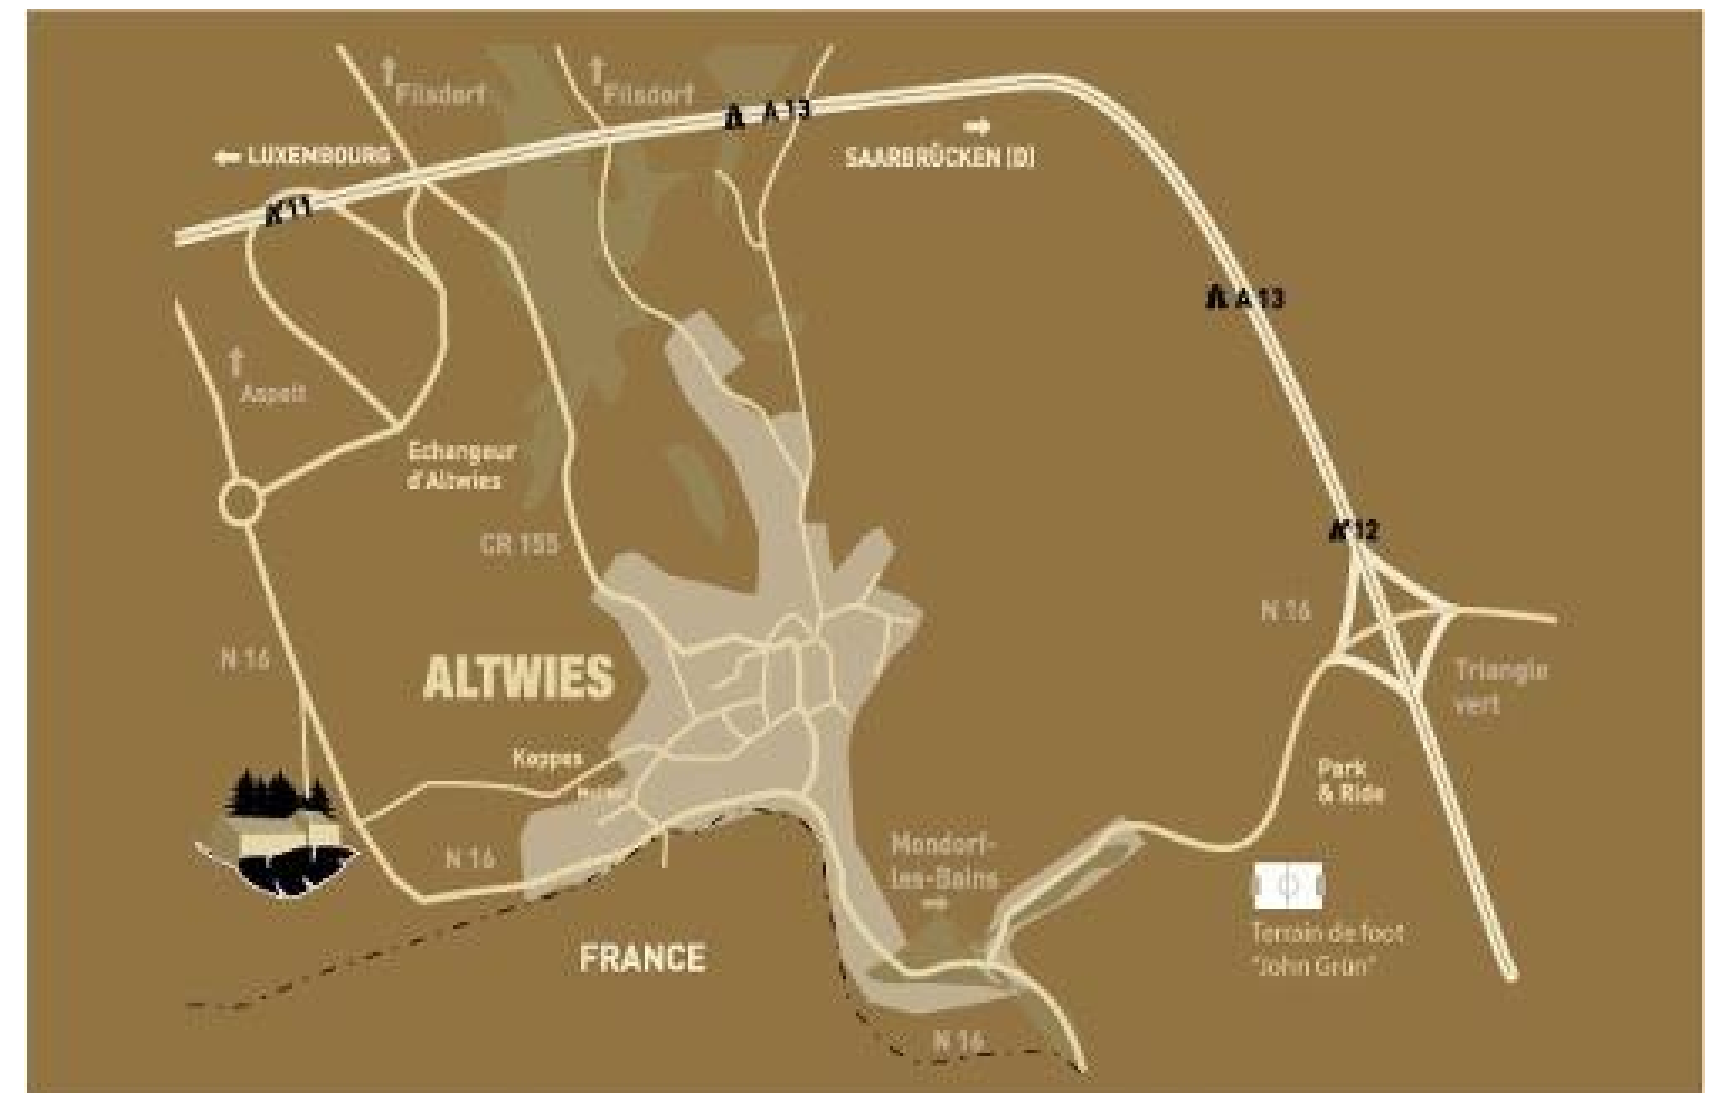 Filsdorf
Filsdorf
A 13
LUXEMBOURG
SAARBRÜCKEN (D)
11
A 13
Aspelt
Echangeur
d'Altwies
CR 155
12
N 16
N 16
ALTWIES
Triangle
vert
Koppes
Park
& Ride
N 16
Mondorf-
les-Bains
Terrain de foot
"John Grün"
FRANCE
N 16